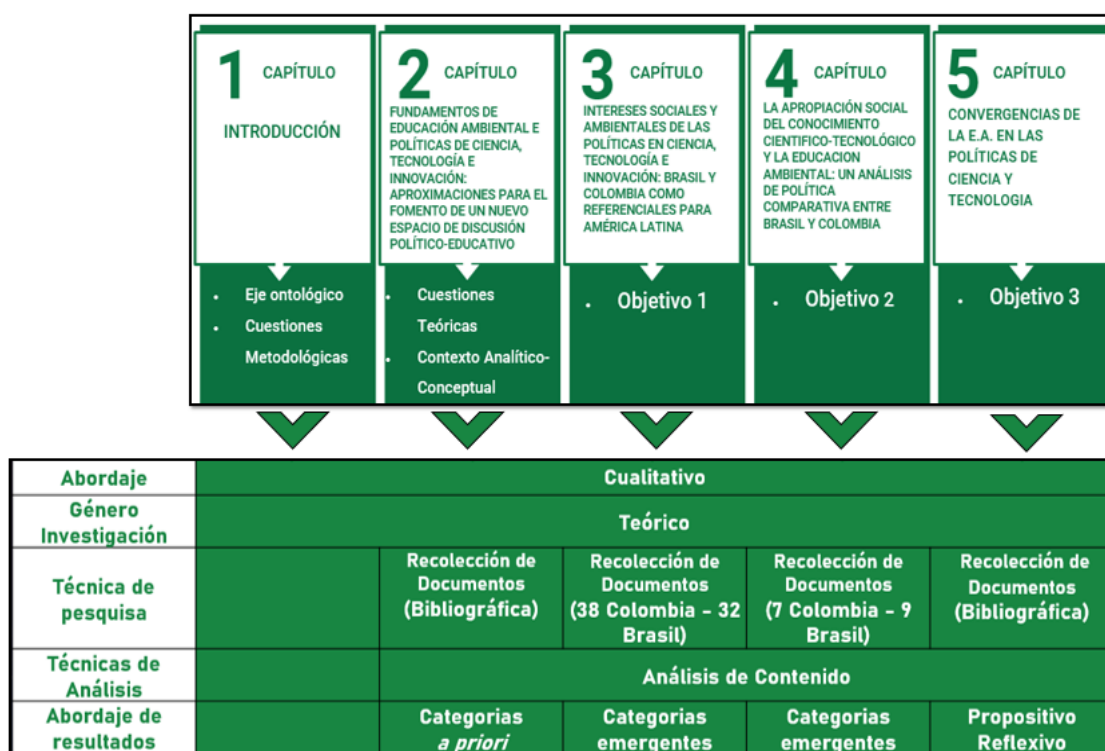 1 CAPÍTULO
INTRODUCCIÓN
2 CAPÍTULO
FUNDAMENTOS DE
EDUCACIÓN AMBIENTAL E
POLÍTICAS DE CIENCIA,
TECNOLOGÍA E
INNOVACIÓN:
APROXIMACIONES PARA EL
FOMENTO DE UN NUEVO
ESPACIO DE DISCUSIÓN
POLÍTICO-EDUCATIVO
3 CAPÍTULO
INTERESES SOCIALES Y
AMBIENTALES DE LAS
POLÍTICAS EN CIENCIA,
TECNOLOGÍA E
INNOVACIÓN: BRASIL Y
COLOMBIA COMO
REFERENCIALES PARA
AMÉRICA LATINA
4 CAPÍTULO
LA APROPIACIÓN SOCIAL
DEL CONOCIMIENTO
CIENTIFICO-TECNOLÓGICO
Y LA EDUCACION
AMBIENTAL: UN ANÁLISIS
DE POLÍTICA
COMPARATIVA ENTRE
BRASIL Y COLOMBIA
5 CAPÍTULO
CONVERGENCIAS DE
LA E.A. EN LAS
POLÍTICAS DE
CIENCIA Y
TECNOLOGIA
• Eje ontológico
• Cuestiones
Metodológicas
• Cuestiones
Teóricas
• Contexto Analítico-
Conceptual
• Objetivo 1
• Objetivo 2
• Objetivo 3
Abordaje
Cualitativo
Género
Investigación
Teórico
Técnica de
pesquisa
Recolección de
Documentos
(Bibliográfica)
Recolección de
Documentos
(38 Colombia - 32
Brasil)
Recolección de
Documentos
(7 Colombia - 9
Brasil)
Recolección de
Documentos
(Bibliográfica)
Técnicas de
Análisis
Análisis de Contenido
Abordaje de
resultados
Categorias
a priori
Categorias
emergentes
Categorias
emergentes
Propositivo
Reflexivo